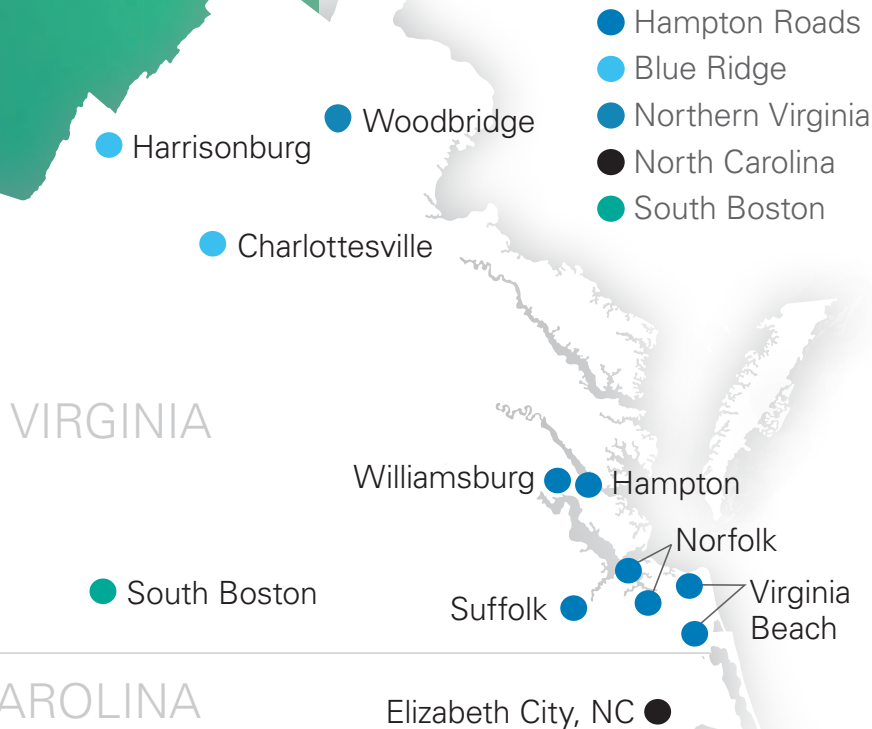 Hampton Roads
Blue Ridge
Northern Virginia
North Carolina
South Boston
Woodbridge
Harrisonburg
Charlottesville
VIRGINIA
Williamsburg
Hampton
Norfolk
South Boston
Suffolk
Virginia
Beach
AROLINA
Elizabeth City, NC